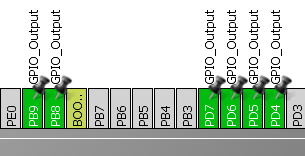 GPIO_Output
GPIO_Output
GPIO_Output
GPIO_Output
GPIO_Output
GPIO_Output
PE0
PB9
PB8
BOO..
PB7
PB6
PB5
PB4
PB3
PD7
PD6
PD5
PD4
PD3